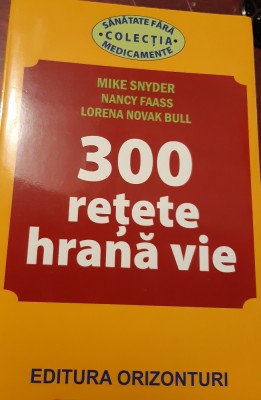 SĂNĂTATE FĂRĂ
• COLECȚIA •
MEDICAMENTE
MIKE SNYDER
NANCY FAASS
LORENA NOVAK BULL
300
rețete
hrană vie
EDITURA ORIZONTURI